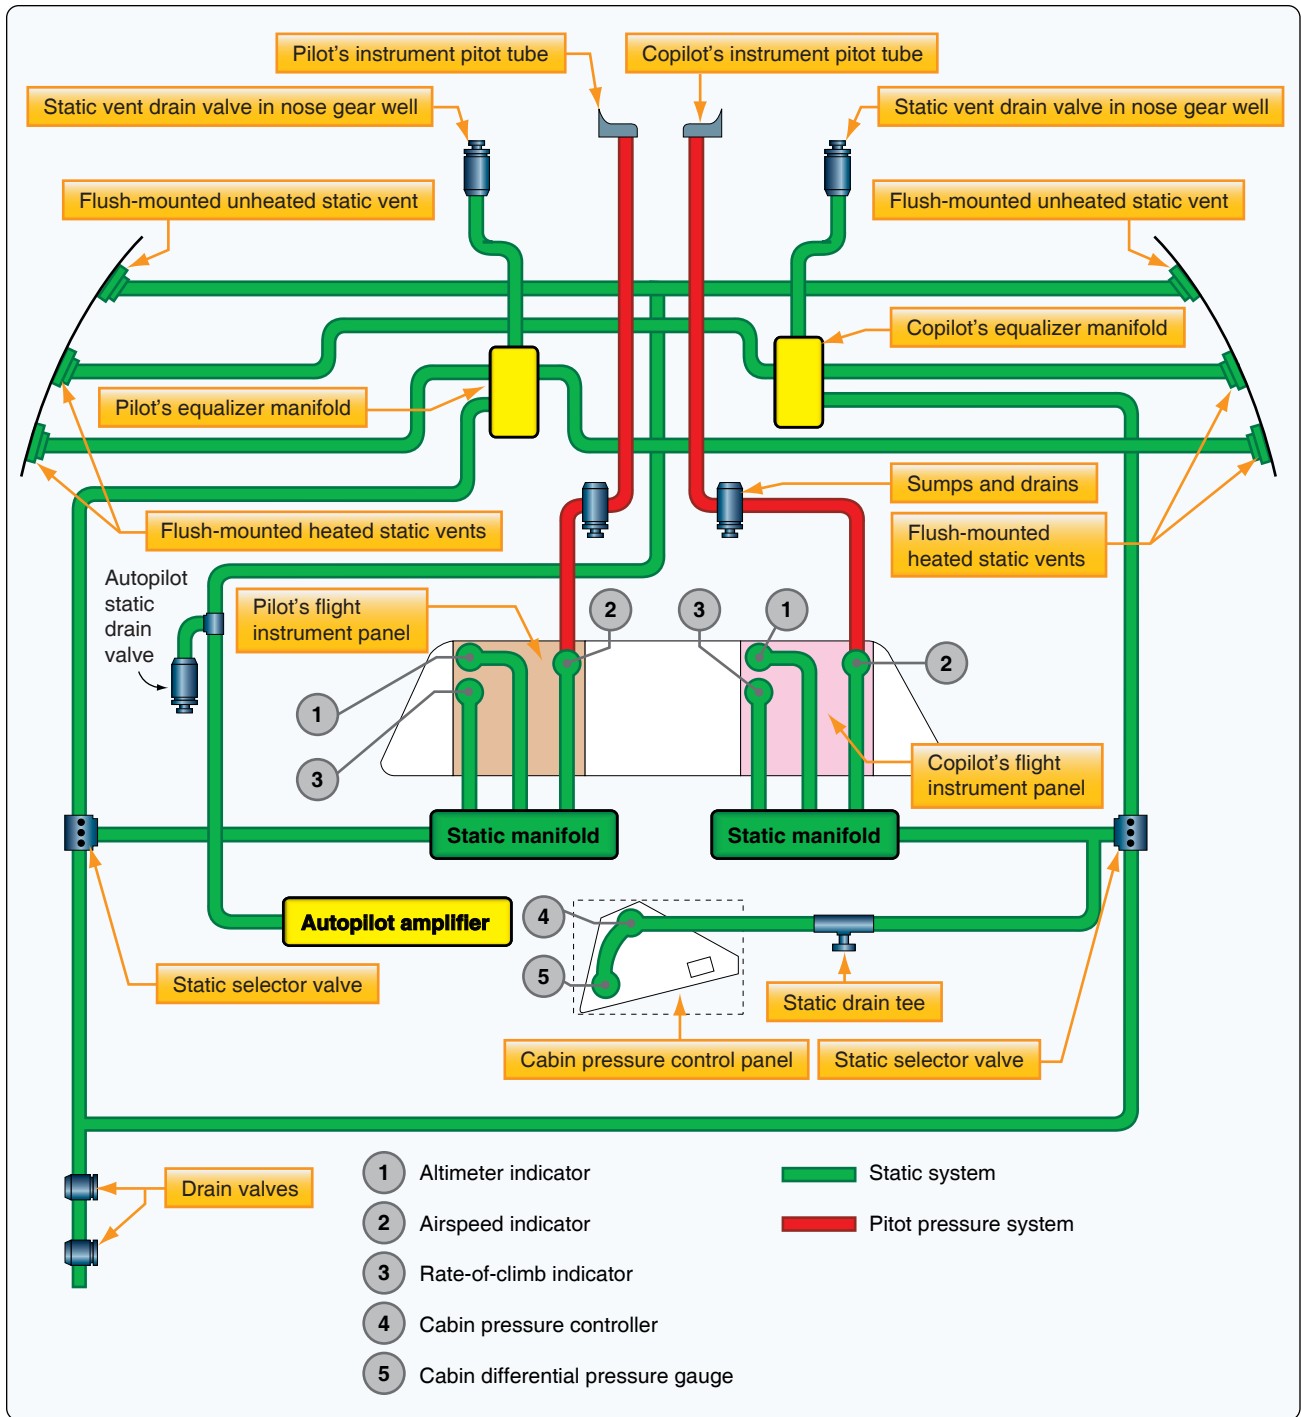 Pilot’s instrument pitot tube
Copilot’s instrument pitot tube
Static vent drain valve in nose gear well
Static vent drain valve in nose gear well
Flush-mounted unheated static vent
Flush-mounted unheated static vent
Copilot’s equalizer manifold
Pilot’s equalizer manifold
Sumps and drains
Flush-mounted heated static vents
Flush-mounted
heated static vents
Autopilot
static
drain
valve
Pilot’s flight
instrument panel
2
3
1
2
1
3
Copilot’s flight
instrument panel
Static manifold
Static manifold
Autopilot amplifier
4
5
Static selector valve
Static drain tee
Cabin pressure control panel
Static selector valve
Drain valves
1 Altimeter indicator
2 Airspeed indicator
3 Rate-of-climb indicator
4 Cabin pressure controller
5 Cabin differential pressure gauge
Static system
Pitot pressure system